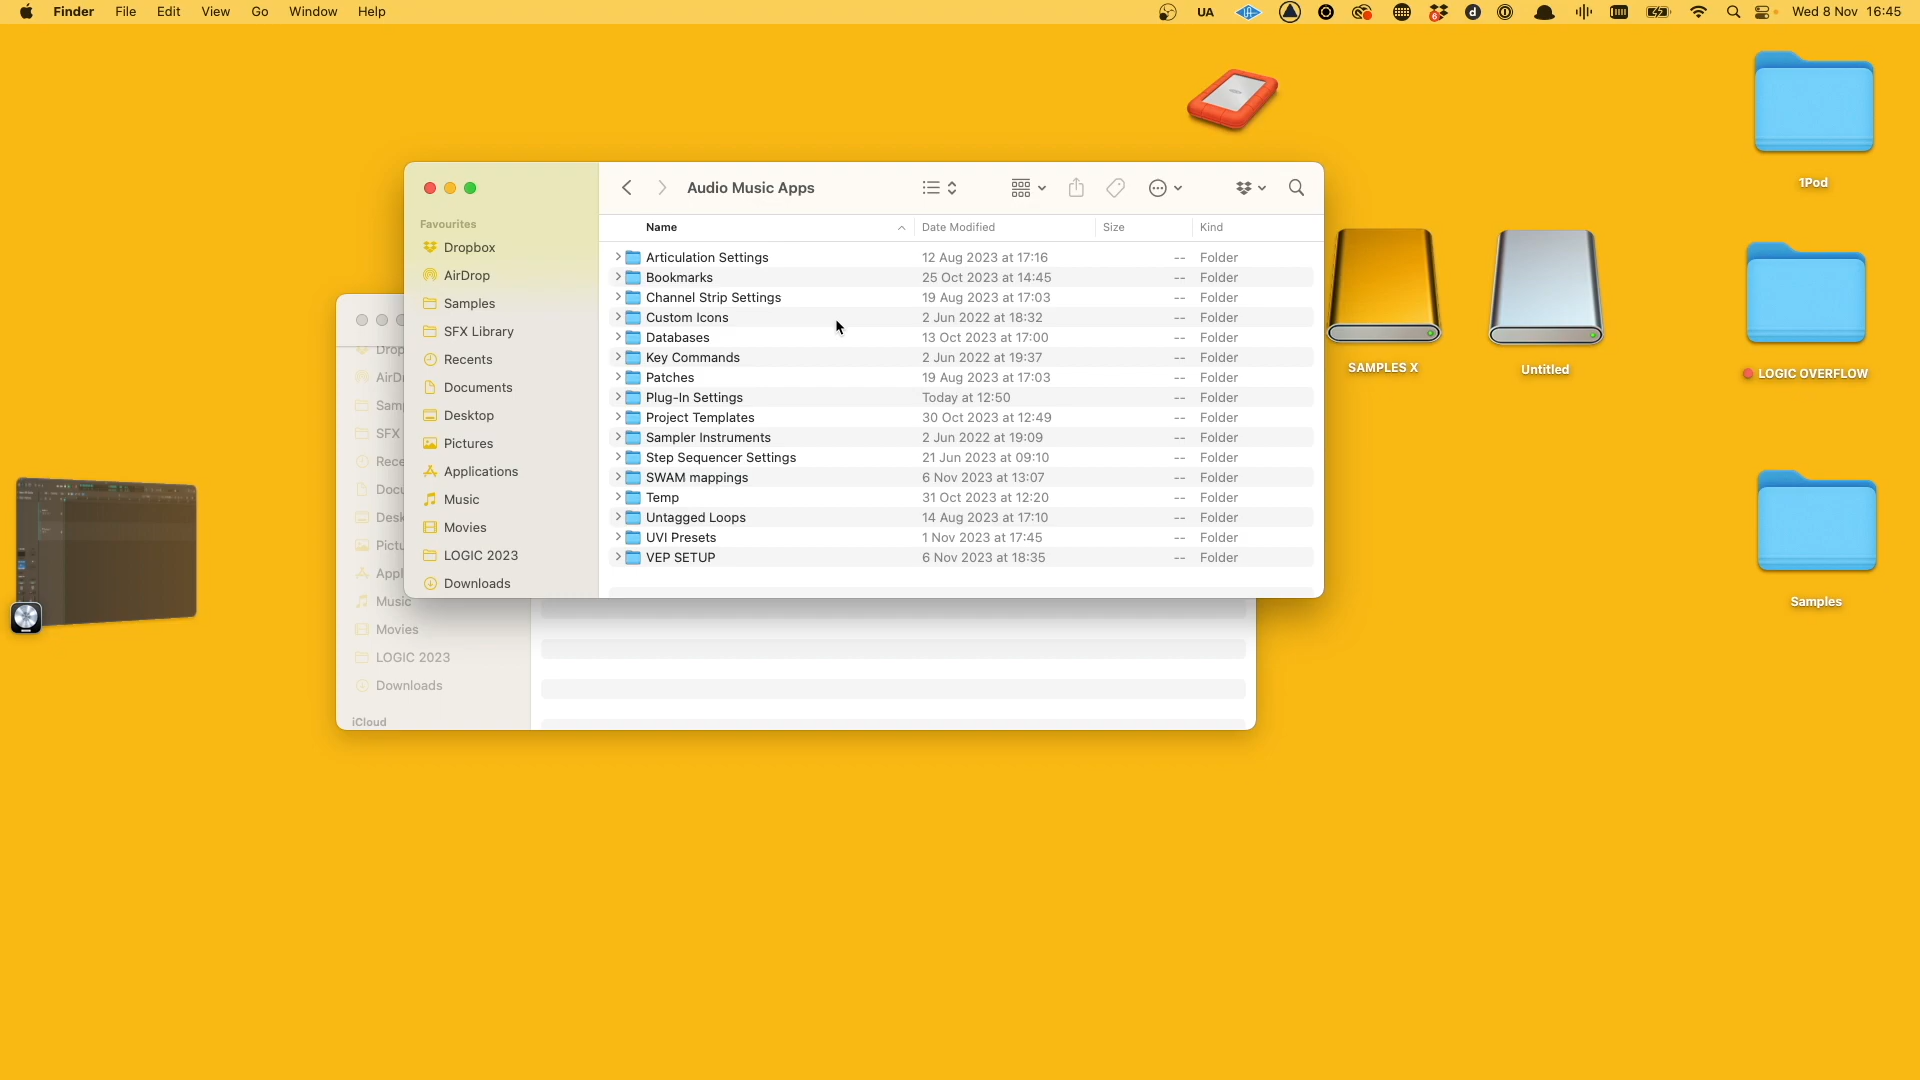 Finder File Edit View Go Window Help UA 6 d Wed 8 Nov 16:45
1Pod
Audio Music Apps
Favourites
Dropbox
AirDrop
Samples
SFX Library
Recents
Documents
Desktop
Pictures
Applications
Music
Movies
LOGIC 2023
Downloads
Name Date Modified Size Kind
Articulation Settings 12 Aug 2023 at 17:16 -- Folder
Bookmarks 25 Oct 2023 at 14:45 -- Folder
Channel Strip Settings 19 Aug 2023 at 17:03 -- Folder
Custom Icons 2 Jun 2022 at 18:32 -- Folder
Databases 13 Oct 2023 at 17:00 -- Folder
Key Commands 2 Jun 2022 at 19:37 -- Folder
Patches 19 Aug 2023 at 17:03 -- Folder
Plug-In Settings Today at 12:50 -- Folder
Project Templates 30 Oct 2023 at 12:49 -- Folder
Sampler Instruments 2 Jun 2022 at 19:09 -- Folder
Step Sequencer Settings 21 Jun 2023 at 09:10 -- Folder
SWAM mappings 6 Nov 2023 at 13:07 -- Folder
Temp 31 Oct 2023 at 12:20 -- Folder
Untagged Loops 14 Aug 2023 at 17:10 -- Folder
UVI Presets 1 Nov 2023 at 17:45 -- Folder
VEP SETUP 6 Nov 2023 at 18:35 -- Folder
SAMPLES X
Untitled
LOGIC OVERFLOW
Samples
Drop
AirD
Sam
SFX
Rece
Docu
Desk
Pictu
Appl
Music
Movies
LOGIC 2023
Downloads
iCloud